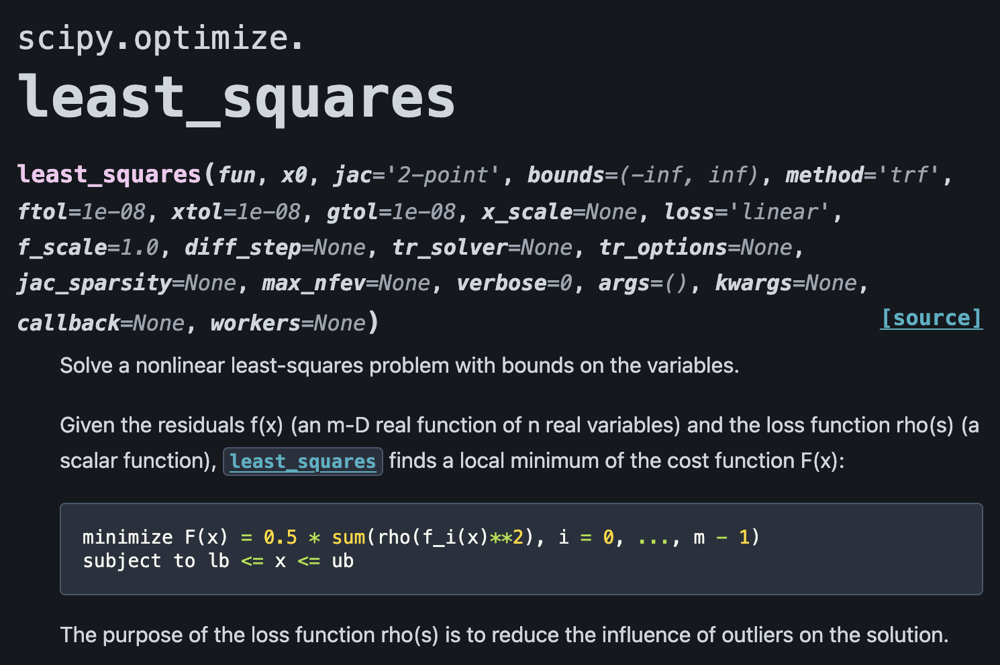 scipy.optimize.
least_squares
least_squares(fun, x0, jac='2-point', bounds=(-inf, inf), method='trf',
ftol=1e-08, xtol=1e-08, gtol=1e-08, x_scale=None, loss='linear',
f_scale=1.0, diff_step=None, tr_solver=None, tr_options=None,
jac_sparsity=None, max_nfev=None, verbose=0, args=(), kwargs=None,
callback=None, workers=None) [source]
Solve a nonlinear least-squares problem with bounds on the variables.
Given the residuals f(x) (an m-D real function of n real variables) and the loss function rho(s) (a
scalar function), least_squares finds a local minimum of the cost function F(x):
minimize F(x) = 0.5 * sum(rho(f_i(x)**2), i = 0, ..., m - 1)
subject to lb <= x <= ub
The purpose of the loss function rho(s) is to reduce the influence of outliers on the solution.